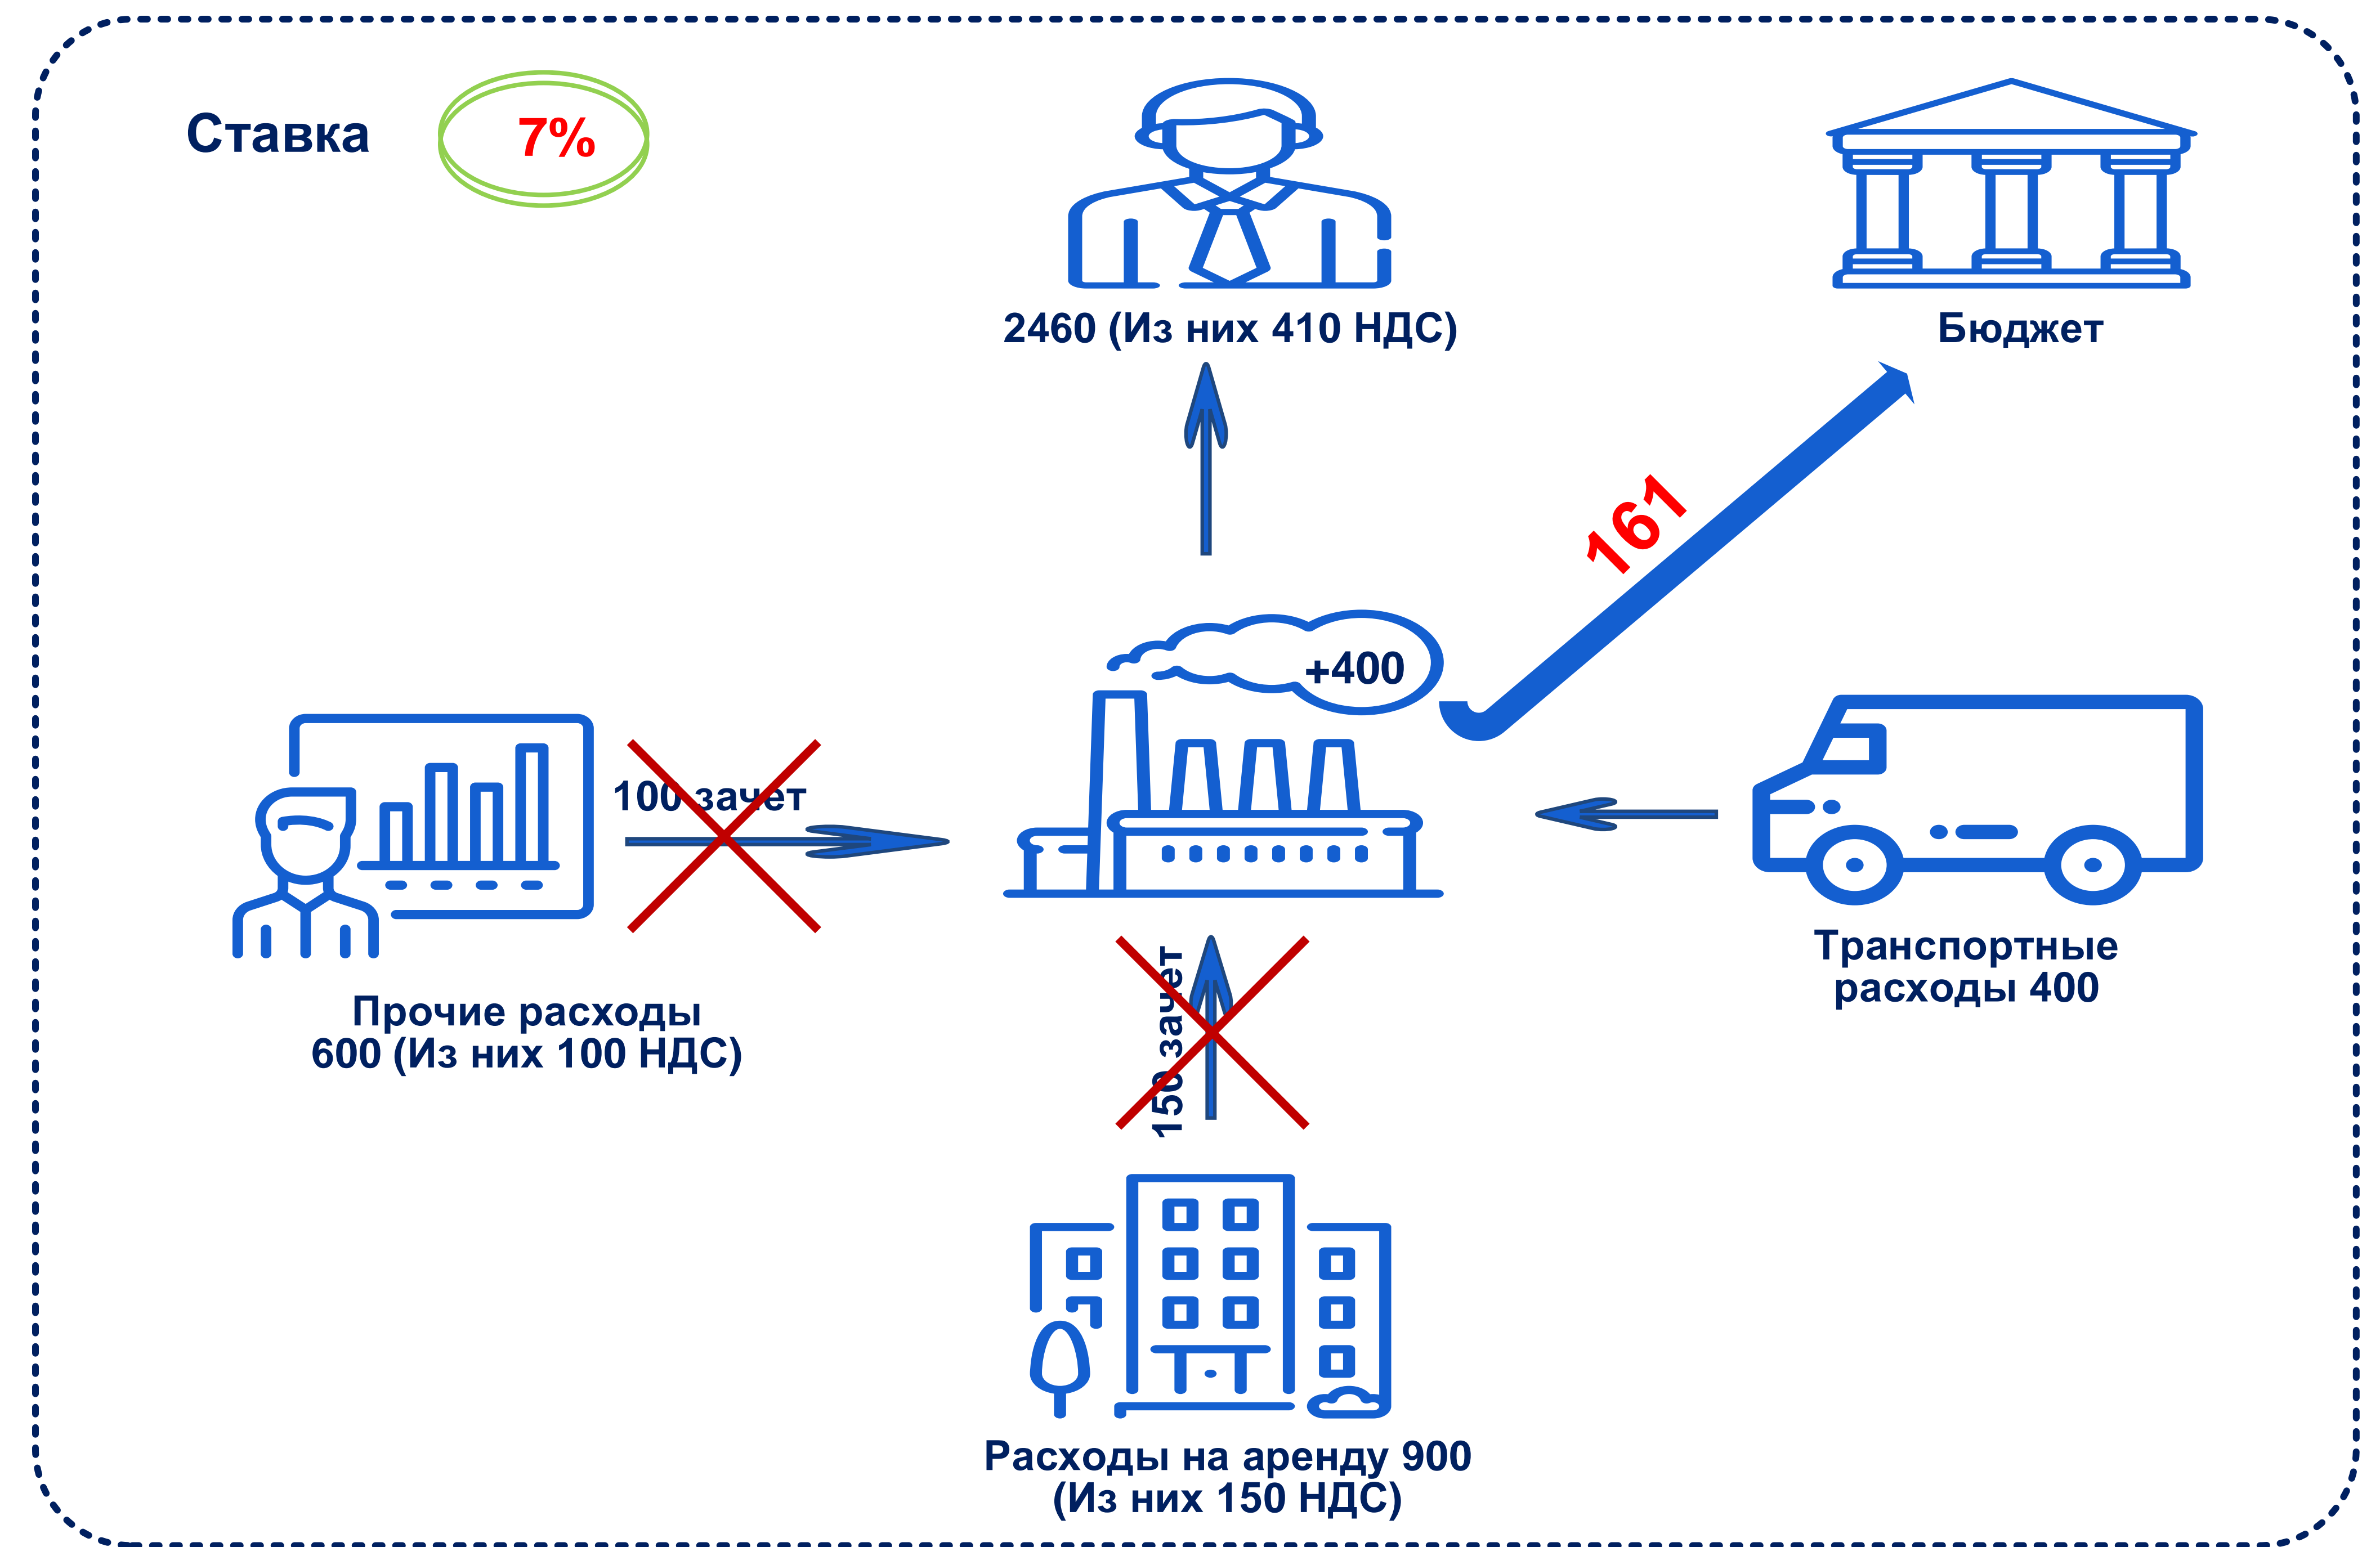 Ставка
7%
2460 (Из них 410 НДС)
Бюджет
161
+400
100 зачет
Транспортные
расходы 400
150 зачет
Прочие расходы
600 (Из них 100 НДС)
Расходы на аренду 900
(Из них 150 НДС)